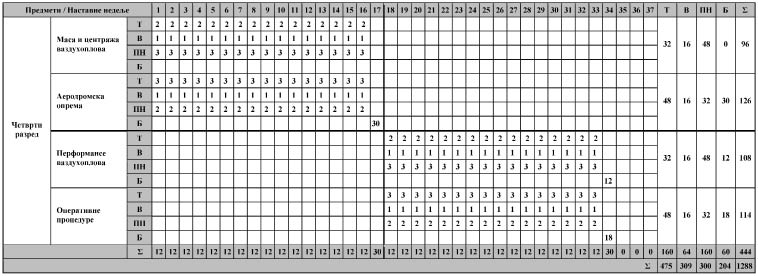 Предмети / Наставне недеље 1 2 3 4 5 6 7 8 9 10 11 12 13 14 15 16 17 18 19 20 21 22 23 24 25 26 27 28 29 30 31 32 33 34 35 36 37 Т В ПН Б Σ
Четврти
разред
Маса и центража
ваздухоплова
Т 2 2 2 2 2 2 2 2 2 2 2 2 2 2 2 2
В 1 1 1 1 1 1 1 1 1 1 1 1 1 1 1 1
ПН 3 3 3 3 3 3 3 3 3 3 3 3 3 3 3 3
Б
32 16 48 0 96
Аеродромска
опрема
Т 3 3 3 3 3 3 3 3 3 3 3 3 3 3 3 3
В 1 1 1 1 1 1 1 1 1 1 1 1 1 1 1 1
ПН 2 2 2 2 2 2 2 2 2 2 2 2 2 2 2 2
Б 30
48 16 32 30 126
Перформансе
ваздухоплова
Т 2 2 2 2 2 2 2 2 2 2 2 2 2 2 2 2
В 1 1 1 1 1 1 1 1 1 1 1 1 1 1 1 1
ПН 3 3 3 3 3 3 3 3 3 3 3 3 3 3 3 3
Б 12
32 16 48 12 108
Оперативне
процедуре
Т 3 3 3 3 3 3 3 3 3 3 3 3 3 3 3 3
В 1 1 1 1 1 1 1 1 1 1 1 1 1 1 1 1
ПН 2 2 2 2 2 2 2 2 2 2 2 2 2 2 2 2
Б 18
48 16 32 18 114
Σ 12 12 12 12 12 12 12 12 12 12 12 12 12 12 12 12 30 12 12 12 12 12 12 12 12 12 12 12 12 12 12 12 12 30 0 0 0 160 64 160 60 444
Σ 475 309 300 204 1288